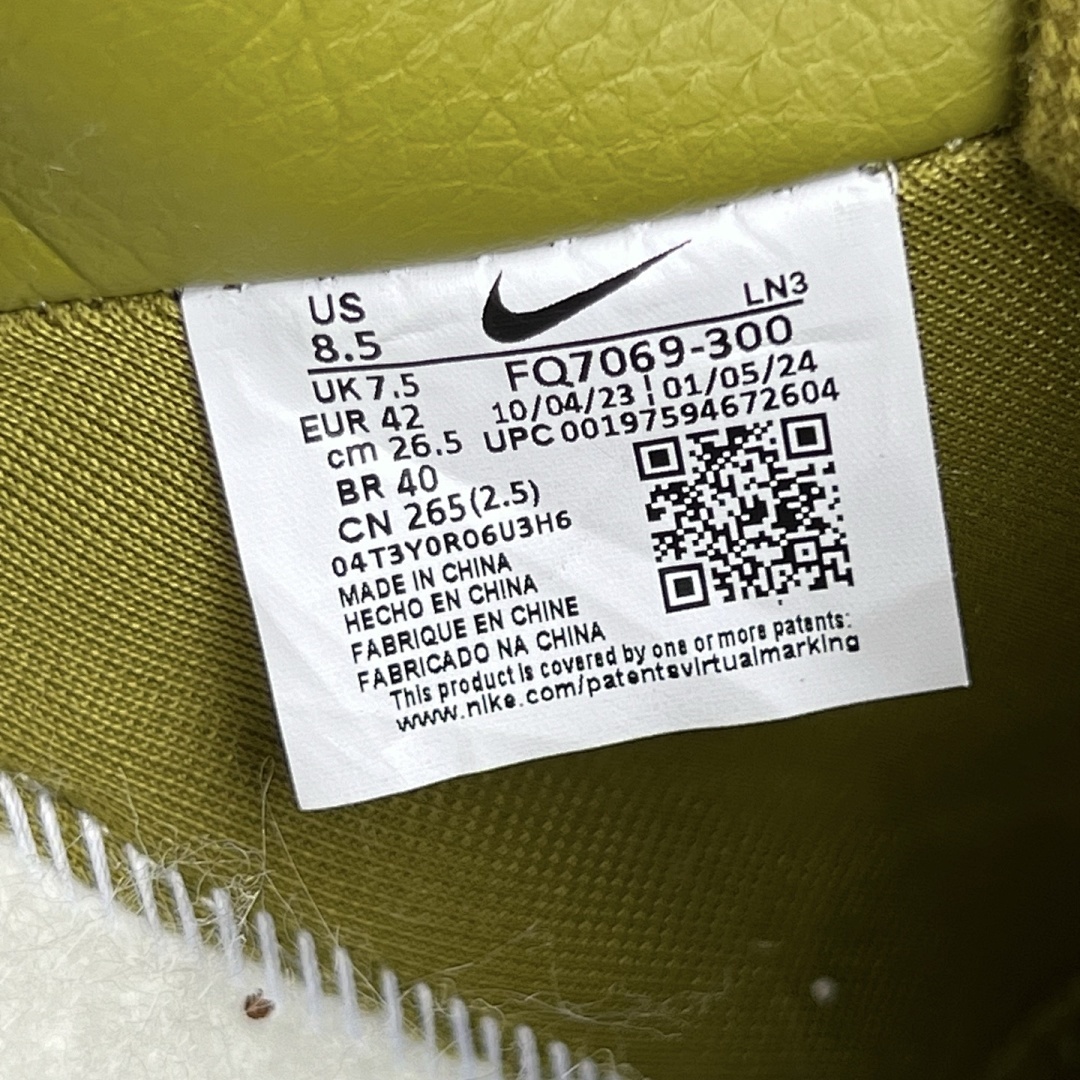 US
8.5
LN3
UK 7.5
FQ7069-300
EUR 42
10/04/23 ¦ 01/05/24
cm 26.5
UPC 00197594672604
BR 40
CN 265(2.5)
04T3Y0R06U3H6
MADE IN CHINA
HECHO EN CHINA
FABRIQUE EN CHINE
FABRICADO NA CHINA
This product is covered by one or more patents:
www.nike.com/patentsvirtualmarking